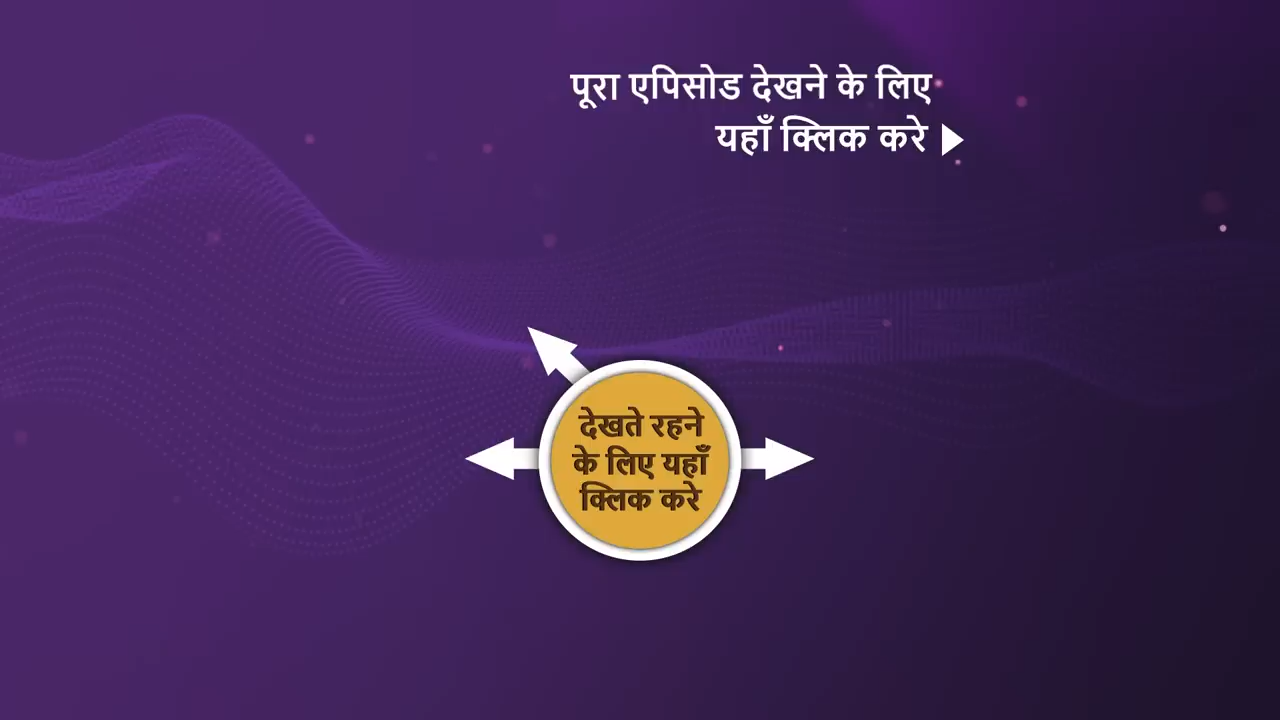 पूरा एपिसोड देखने के लिए
यहाँ क्लिक करे
देखते रहने
के लिए यहाँ
क्लिक करे